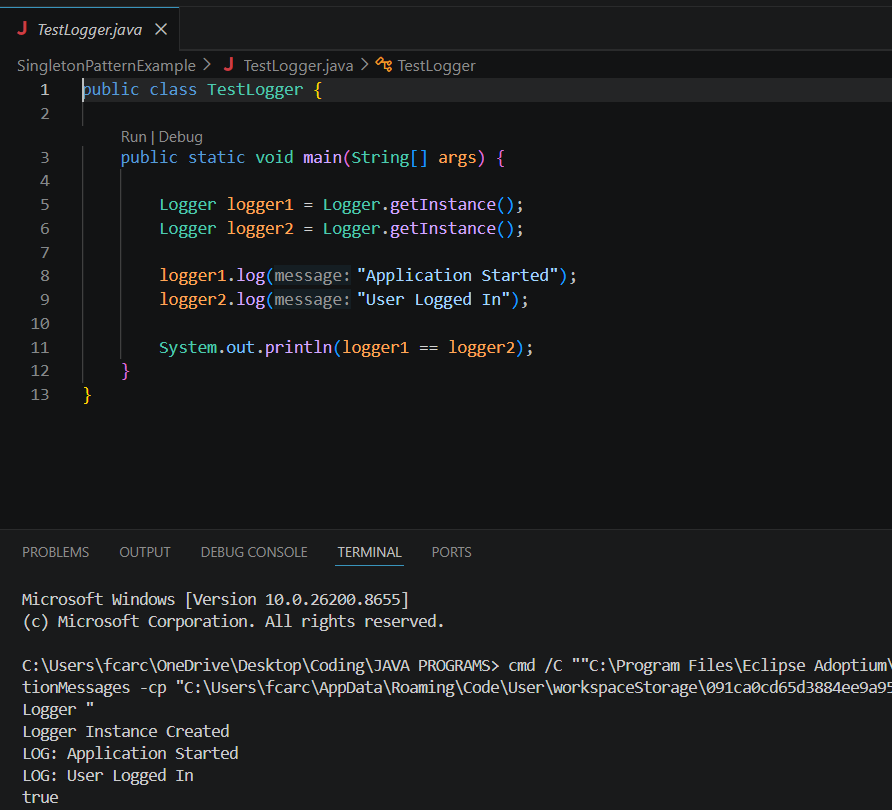 J TestLogger.java ×
SingletonPatternExample > J TestLogger.java > TestLogger
1 public class TestLogger {
2
Run | Debug
3 public static void main(String[] args) {
4
5 Logger logger1 = Logger.getInstance();
6 Logger logger2 = Logger.getInstance();
7
8 logger1.log(message: "Application Started");
9 logger2.log(message: "User Logged In");
10
11 System.out.println(logger1 == logger2);
12 }
13 }
PROBLEMS OUTPUT DEBUG CONSOLE TERMINAL PORTS
Microsoft Windows [Version 10.0.26200.8655]
(c) Microsoft Corporation. All rights reserved.
C:\Users\fcarc\OneDrive\Desktop\Coding\JAVA PROGRAMS> cmd /C ""C:\Program Files\Eclipse Adoptium\
tionMessages -cp "C:\Users\fcarc\AppData\Roaming\Code\User\workspaceStorage\091ca0cd65d3884ee9a95
Logger "
Logger Instance Created
LOG: Application Started
LOG: User Logged In
true